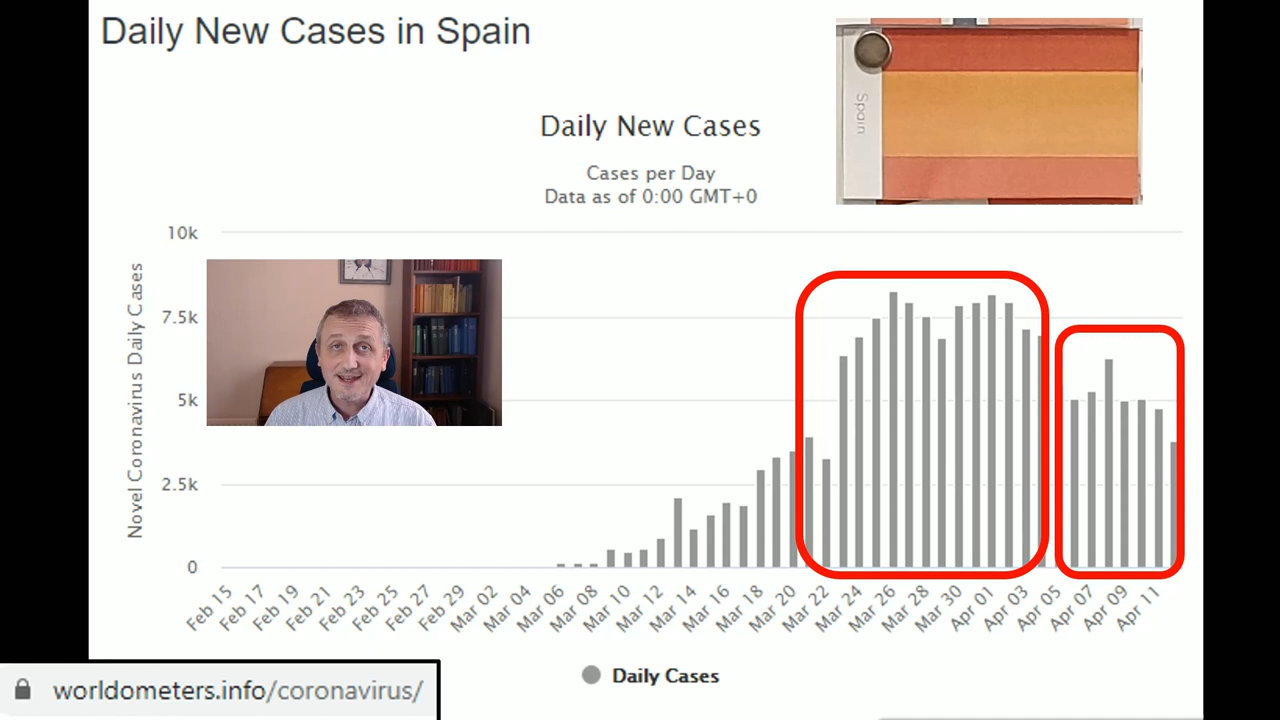 Daily New Cases in Spain
Spain
Daily New Cases
Cases per Day
Data as of 0:00 GMT+0
Novel Coronavirus Daily Cases
10k
7.5k
5k
2.5k
0
Feb 15
Feb 17
Feb 19
Feb 21
Feb 23
Feb 25
Feb 27
Feb 29
Mar 02
Mar 04
Mar 06
Mar 08
Mar 10
Mar 12
Mar 14
Mar 16
Mar 18
Mar 20
Mar 22
Mar 24
Mar 26
Mar 28
Mar 30
Apr 01
Apr 03
Apr 05
Apr 07
Apr 09
Apr 11
Daily Cases
worldometers.info/coronavirus/